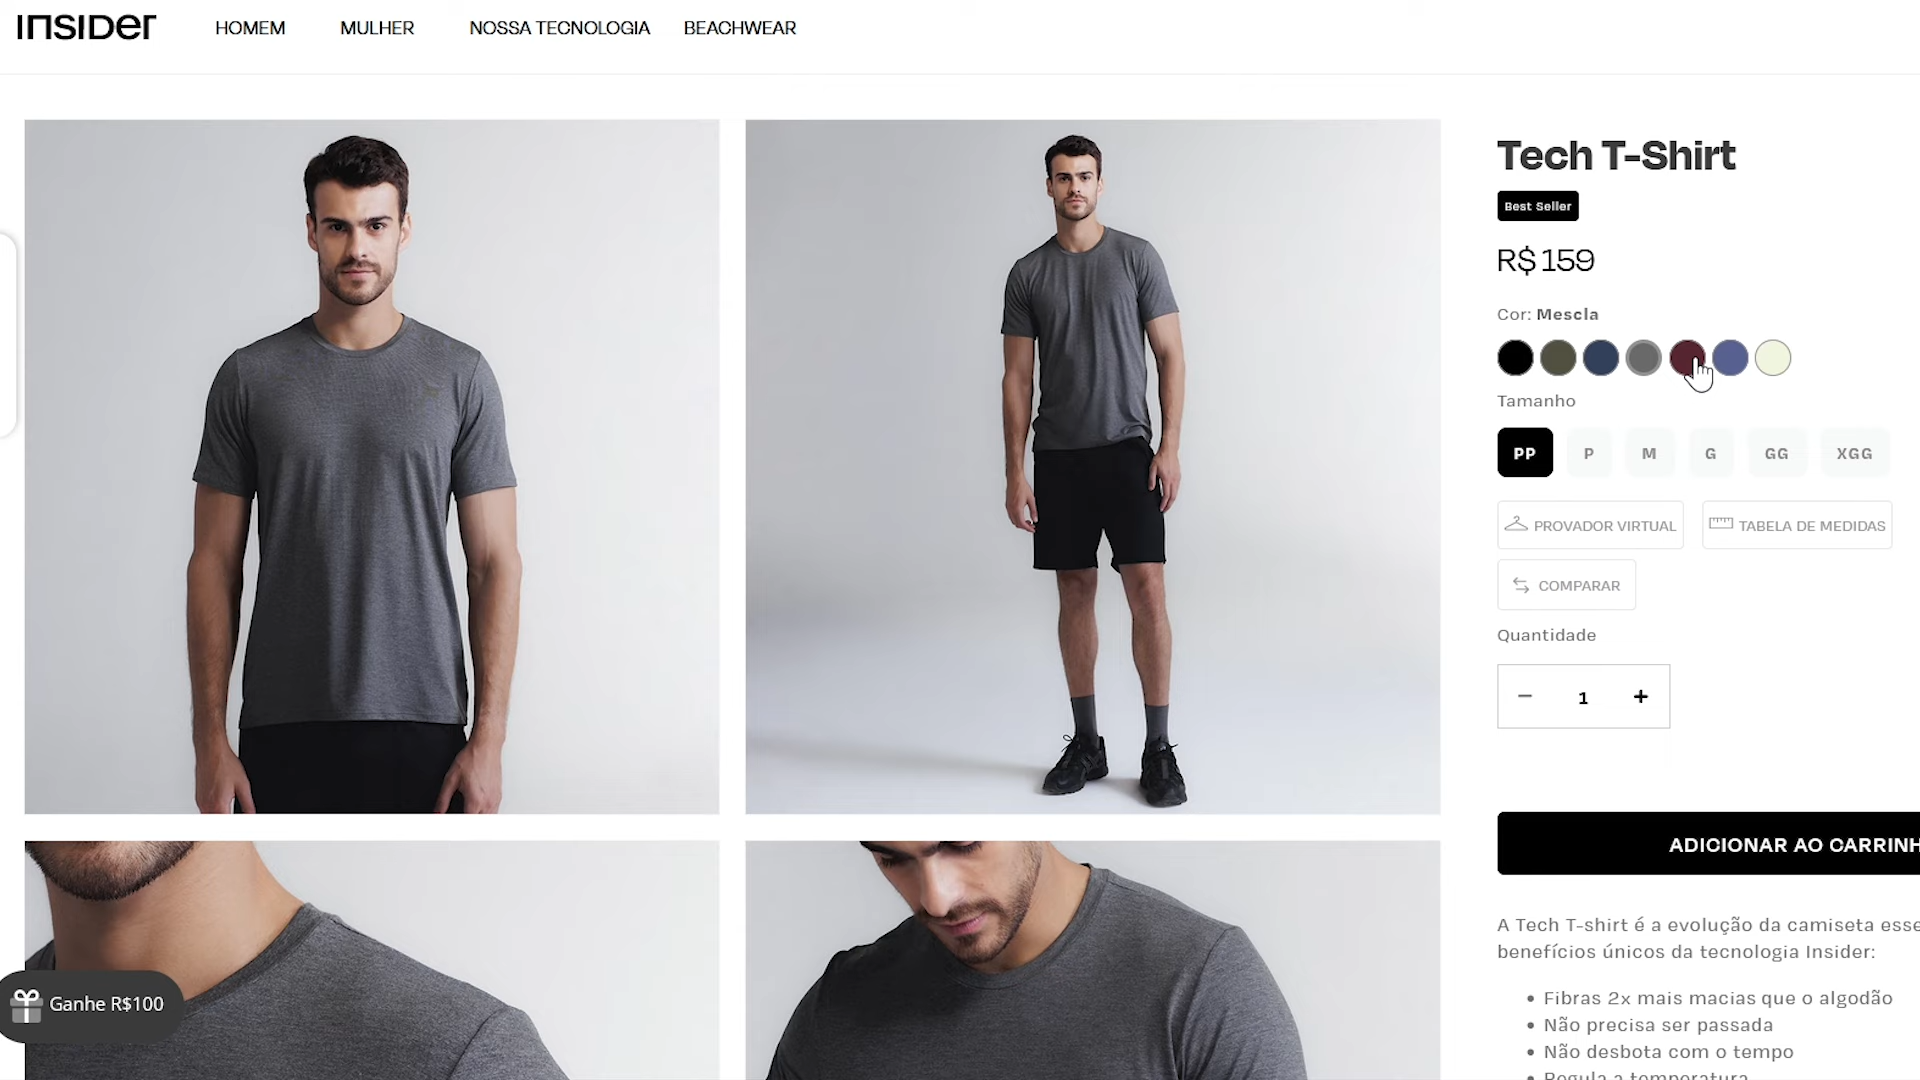 INSIDER
HOMEM
MULHER
NOSSA TECNOLOGIA
BEACHWEAR
Tech T-Shirt
Best Seller
R$ 159
Cor: Mescla
Tamanho
PP
P
M
G
GG
XGG
PROVADOR VIRTUAL
TABELA DE MEDIDAS
COMPARAR
Quantidade
− 1 +
ADICIONAR AO CARRINH
A Tech T-shirt é a evolução da camiseta esse
benefícios únicos da tecnologia Insider:
• Fibras 2x mais macias que o algodão
• Não precisa ser passada
• Não desbota com o tempo
• Regula a temperatura
Ganhe R$100